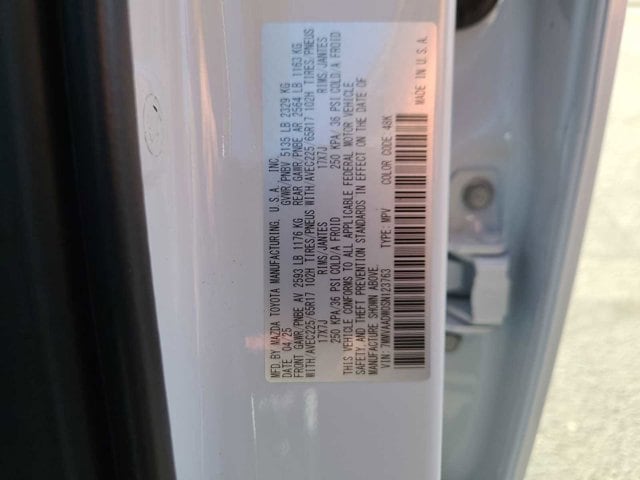 MFD.BY MAZDA TOYOTA MANUFACTURING, U.S.A. INC.
DATE 04/25 GVWR/PNBV 5135 LB 2329 KG
FRONT GAWR/PNBE AV 2593 LB 1176 KG REAR GAWR/PNBE AR 2564 LB 1163 KG
WITH/AVEC225/65R17 102H TIRES/PNEUS WITH/AVEC225/65R17 102H TIRES/PNEUS
17X7J RIMS/JANTES 17X7J RIMS/JANTES
250 KPA/36 PSI COLD/A FROID 250 KPA/36 PSI COLD/A FROID
THIS VEHICLE CONFORMS TO ALL APPLICABLE FEDERAL MOTOR VEHICLE
SAFETY AND THEFT PREVENTION STANDARDS IN EFFECT ON THE DATE OF
MANUFACTURE SHOWN ABOVE.
VIN: 7MMVAADW0SN123763 TYPE: MPV COLOR CODE 48K
MADE IN U.S.A.